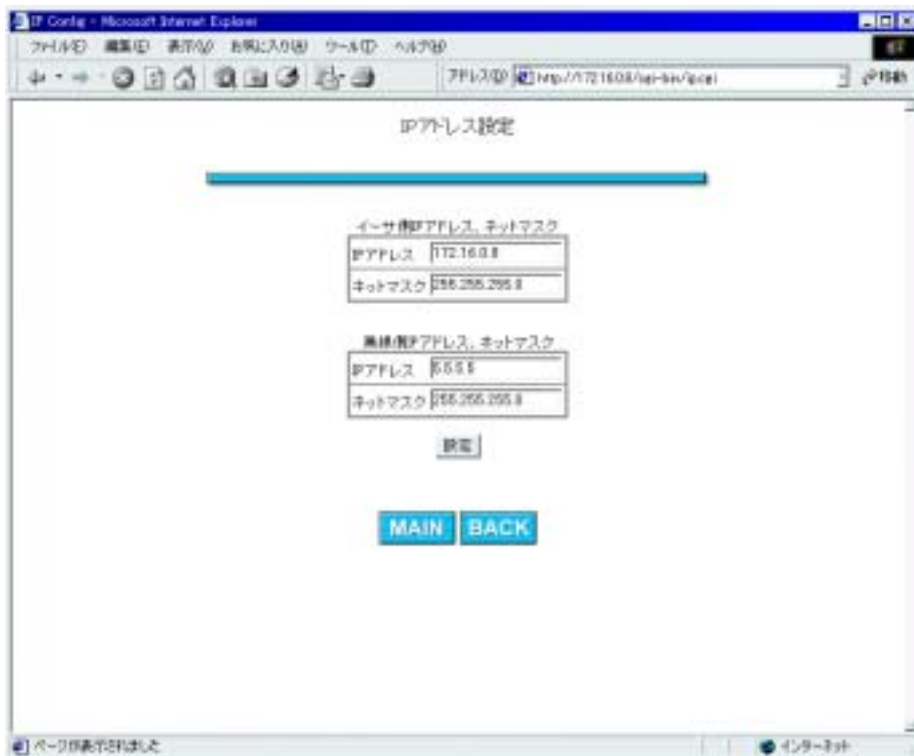 IP Config - Microsoft Internet Explorer
ファイル(F) 編集(E) 表示(V) お気に入り(A) ツール(T) ヘルプ(H)
アドレス(D) http://172.16.0.8/cgi-bin/ip.cgi 移動
IPアドレス設定
イーサ側IPアドレス、ネットマスク
IPアドレス 172.16.0.8
ネットマスク 255.255.255.0
無線側IPアドレス、ネットマスク
IPアドレス 5.5.5.5
ネットマスク 255.255.255.0
設定
MAIN BACK
ページが表示されました インターネット